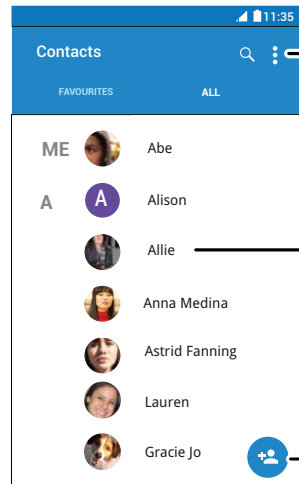 11:35
Contacts
FAVOURITES ALL
ME Abe
A A Alison
Allie
Anna Medina
Astrid Fanning
Lauren
Gracie Jo